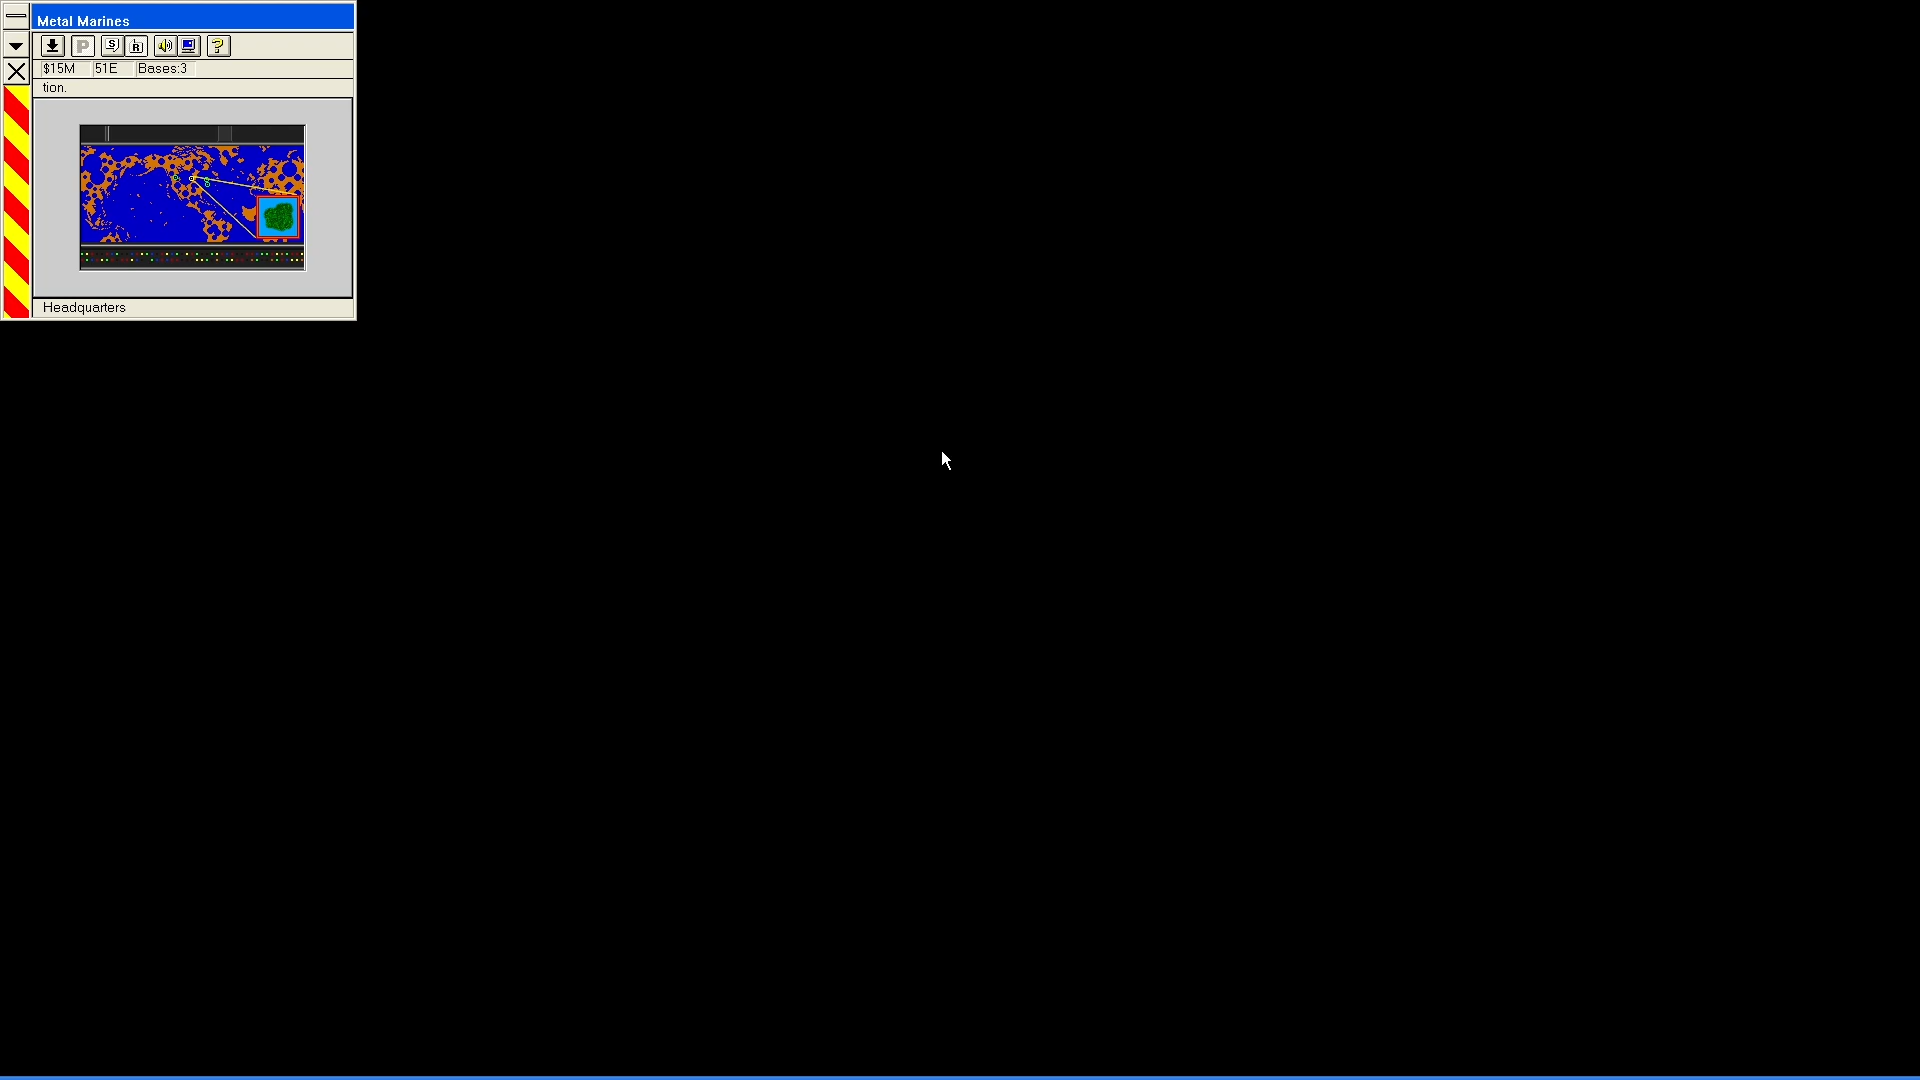 Metal Marines
P S R ?
$15M 51E Bases:3
tion.
Headquarters